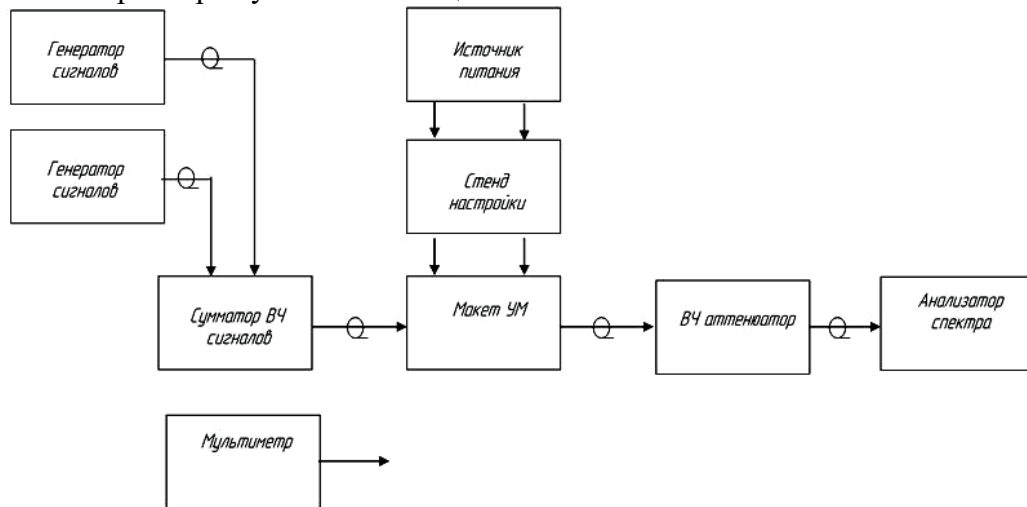 Генератор
сигналов
Источник
питания
Генератор
сигналов
Стенд
настройки
Сумматор ВЧ
сигналов
Макет УМ
ВЧ аттенюатор
Анализатор
спектра
Мультиметр